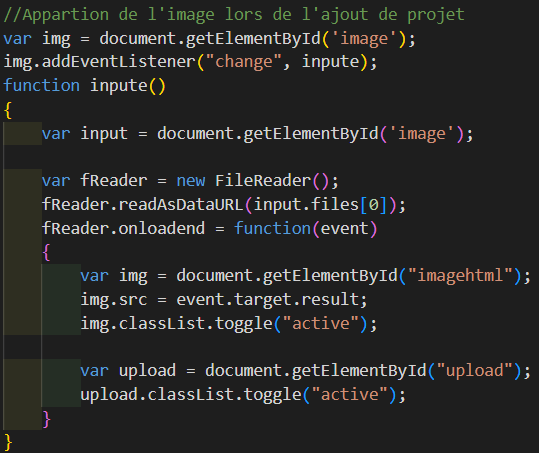 //Appartion de l'image lors de l'ajout de projet
var img = document.getElementById('image');
img.addEventListener("change", inpute);
function inpute()
{
    var input = document.getElementById('image');

    var fReader = new FileReader();
    fReader.readAsDataURL(input.files[0]);
    fReader.onloadend = function(event)
    {
        var img = document.getElementById("imagehtml");
        img.src = event.target.result;
        img.classList.toggle("active");

        var upload = document.getElementById("upload");
        upload.classList.toggle("active");
    }
}